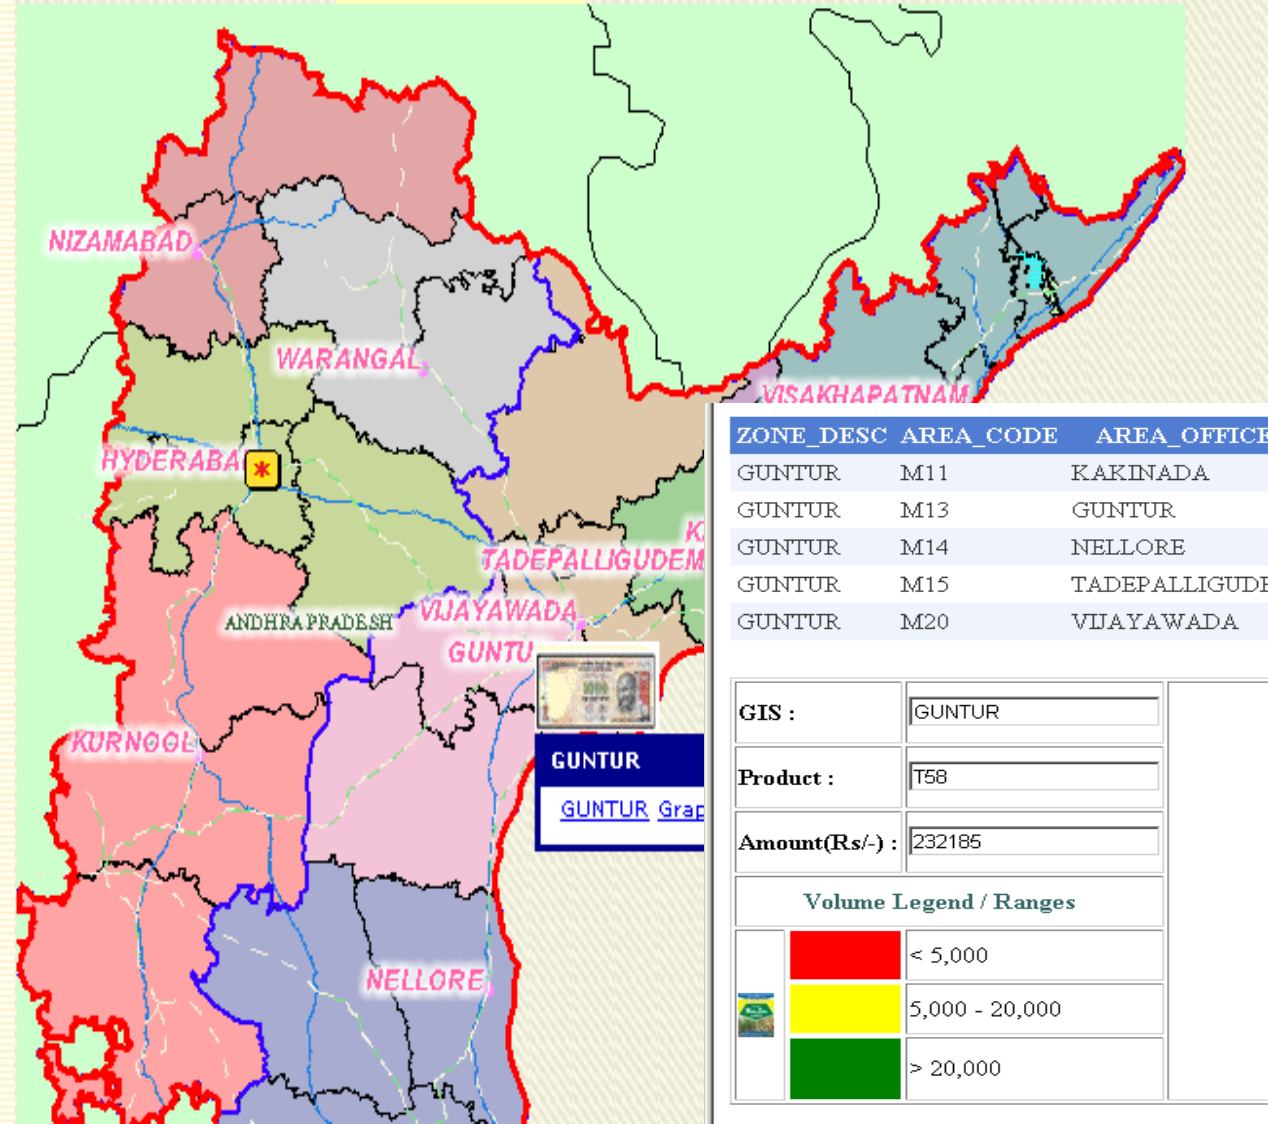 NIZAMABAD
WARANGAL
VISAKHAPATNAM
HYDERABA
TADEPALLIGUDEM
ANDHRA PRADESH
VIJAYAWADA
GUNTU
KURNOOL
NELLORE
GUNTUR
GUNTUR Grap
ZONE_DESC AREA_CODE AREA_OFFICE
GUNTUR M11 KAKINADA
GUNTUR M13 GUNTUR
GUNTUR M14 NELLORE
GUNTUR M15 TADEPALLIGUDE
GUNTUR M20 VIJAYAWADA
GIS : GUNTUR
Product : T58
Amount(Rs/-) : 232185
Volume Legend / Ranges
< 5,000
5,000 - 20,000
> 20,000